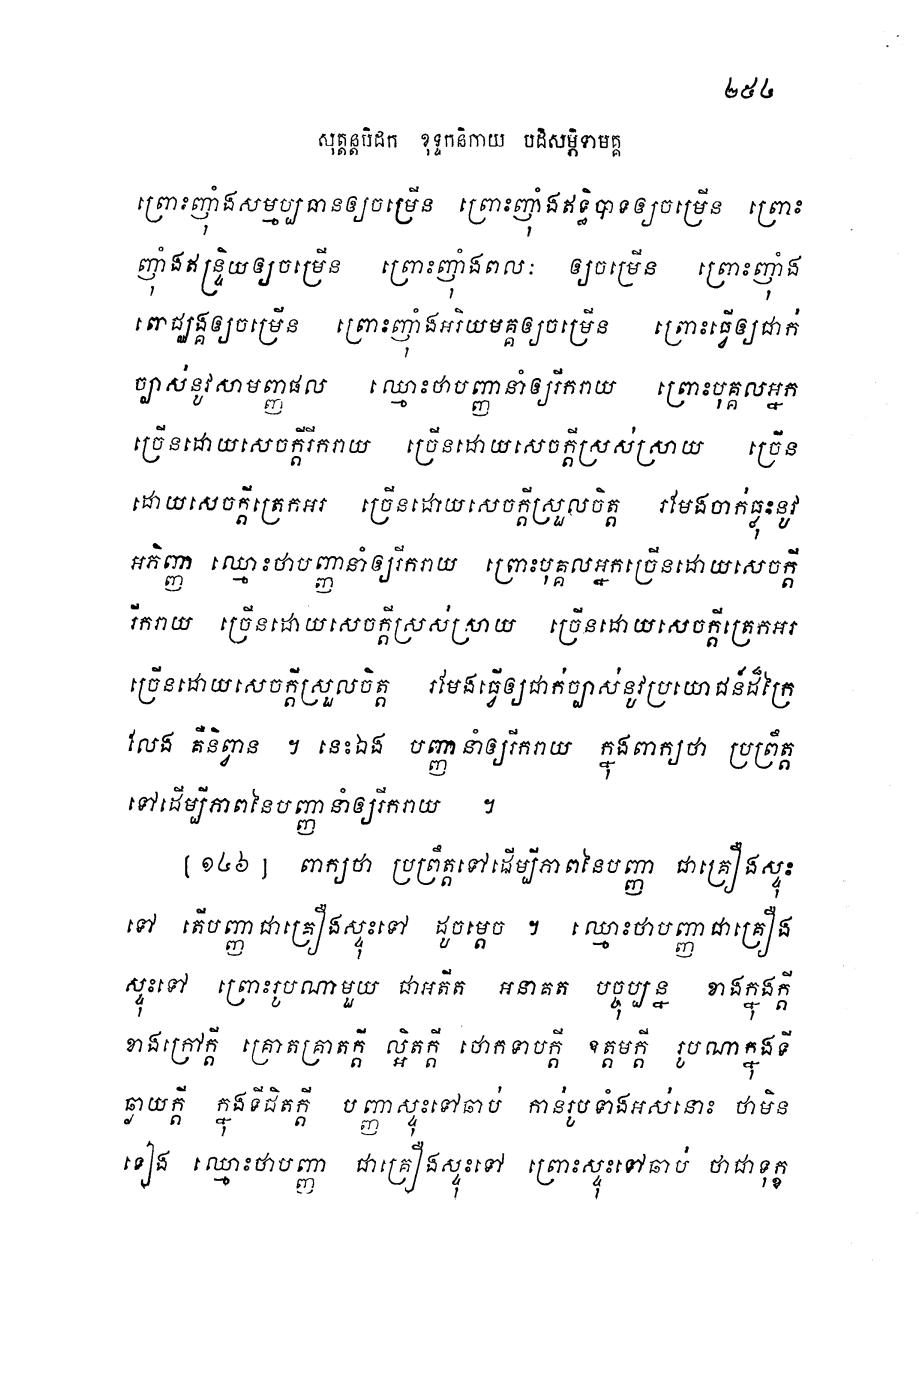 ២៥៤
សុត្តន្តបិដក ខុទ្ទកនិកាយ បដិសម្ភិទាមគ្គ
ព្រោះញ៉ាំងសម្មប្បធានឲ្យចម្រើន ព្រោះញ៉ាំងឥទ្ធិបាទឲ្យចម្រើន ព្រោះ
ញ៉ាំងឥន្ទ្រិយឲ្យចម្រើន ព្រោះញ៉ាំងពលៈ ឲ្យចម្រើន ព្រោះញ៉ាំង
ពោជ្ឈង្គឲ្យចម្រើន ព្រោះញ៉ាំងអរិយមគ្គឲ្យចម្រើន ព្រោះធ្វើឲ្យជាក់
ច្បាស់នូវសាមញ្ញផល ឈ្មោះថាបញ្ញានាំឲ្យរីករាយ ព្រោះបុគ្គលអ្នក
ច្រើនដោយសេចក្តីរីករាយ ច្រើនដោយសេចក្តីស្រស់ស្រាយ ច្រើន
ដោយសេចក្តីត្រេកអរ ច្រើនដោយសេចក្តីស្រួលចិត្ត រមែងចាក់ធ្លុះនូវ
អភិញ្ញា ឈ្មោះថាបញ្ញានាំឲ្យរីករាយ ព្រោះបុគ្គលអ្នកច្រើនដោយសេចក្តី
រីករាយ ច្រើនដោយសេចក្តីស្រស់ស្រាយ ច្រើនដោយសេចក្តីត្រេកអរ
ច្រើនដោយសេចក្តីស្រួលចិត្ត រមែងធ្វើឲ្យជាក់ច្បាស់នូវប្រយោជន៍ដ៏ក្រៃ
លែង គឺនិព្វាន ។ នេះឯង បញ្ញានាំឲ្យរីករាយ ក្នុងពាក្យថា ប្រព្រឹត្ត
ទៅដើម្បីភាពនៃបញ្ញានាំឲ្យរីករាយ ។
[១៤៦] ពាក្យថា ប្រព្រឹត្តទៅដើម្បីភាពនៃបញ្ញា ជាគ្រឿងស្ទុះ
ទៅ តើបញ្ញាជាគ្រឿងស្ទុះទៅ ដូចម្តេច ។ ឈ្មោះថាបញ្ញាជាគ្រឿង
ស្ទុះទៅ ព្រោះរូបណាមួយ ជាអតីត អនាគត បច្ចុប្បន្ន ខាងក្នុងក្តី
ខាងក្រៅក្តី គ្រោតគ្រាតក្តី ល្អិតក្តី ថោកទាបក្តី ឧត្តមក្តី រូបណាក្នុងទី
ឆ្ងាយក្តី ក្នុងទីជិតក្តី បញ្ញាស្ទុះទៅឆាប់ កាន់រូបទាំងអស់នោះ ថាមិន
ទៀង ឈ្មោះថាបញ្ញា ជាគ្រឿងស្ទុះទៅ ព្រោះស្ទុះទៅឆាប់ ថាជាទុក្ខ